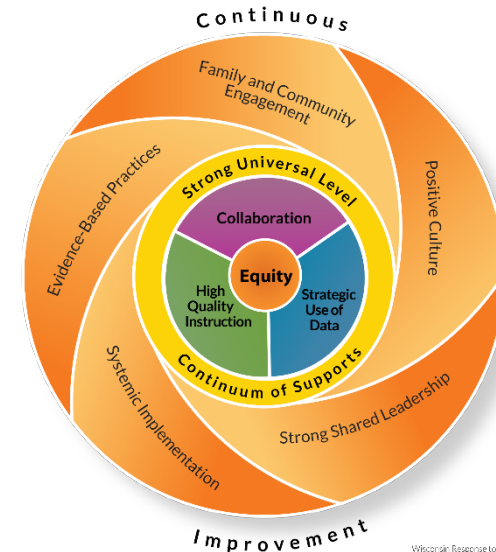 Continuous
Family and Community
Engagement
Positive Culture
Evidence-Based Practices
Strong Universal Level
Collaboration
Equity
High
Quality
Instruction
Strategic
Use of
Data
Continuum of Supports
Systemic Implementation
Strong Shared Leadership
Improvement
Wisconsin Response to